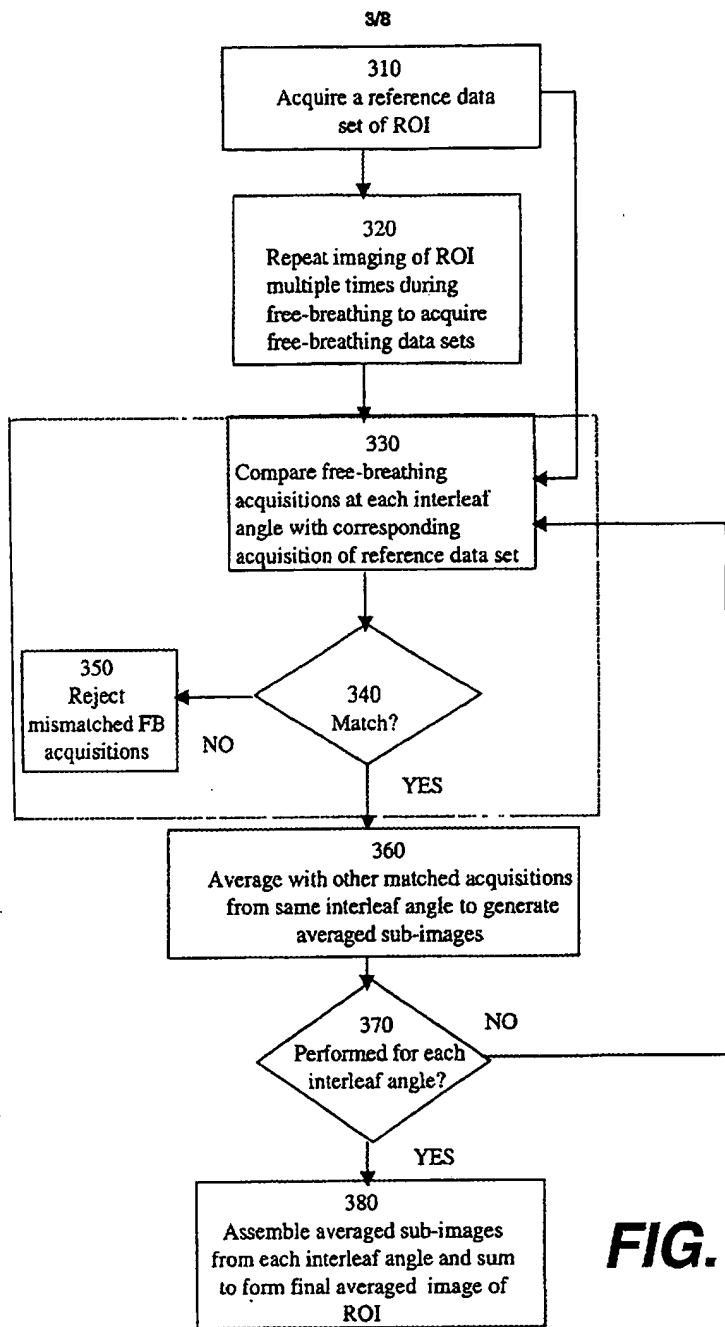 3/8
310
Acquire a reference data
set of ROI
320
Repeat imaging of ROI
multiple times during
free-breathing to acquire
free-breathing data sets
330
Compare free-breathing
acquisitions at each interleaf
angle with corresponding
acquisition of reference data set
340
Match?
350
Reject
mismatched FB
acquisitions
NO
YES
360
Average with other matched acquisitions
from same interleaf angle to generate
averaged sub-images
370
Performed for each
interleaf angle?
NO
YES
380
Assemble averaged sub-images
from each interleaf angle and sum
to form final averaged image of
ROI
FIG.